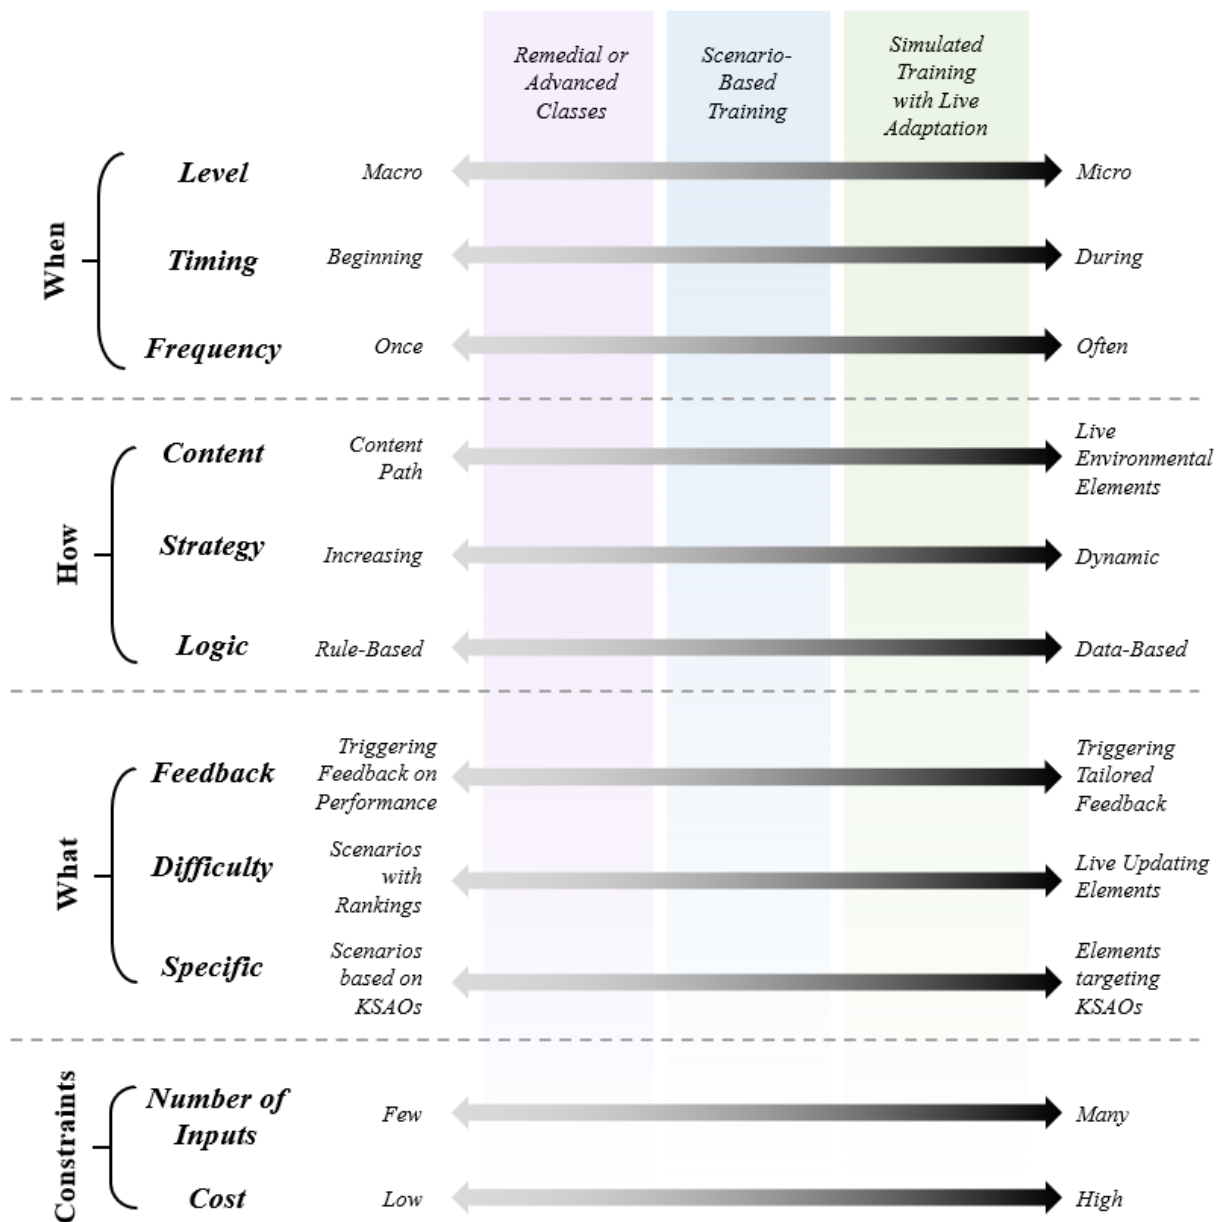 Remedial or
Advanced
Classes
Scenario-
Based
Training
Simulated
Training
with Live
Adaptation
When
Level
Macro
Micro
Timing
Beginning
During
Frequency
Once
Often
How
Content
Content
Path
Live
Environmental
Elements
Strategy
Increasing
Dynamic
Logic
Rule-Based
Data-Based
What
Feedback
Triggering
Feedback on
Performance
Triggering
Tailored
Feedback
Difficulty
Scenarios
with
Rankings
Live Updating
Elements
Specific
Scenarios
based on
KSAOs
Elements
targeting
KSAOs
Constraints
Number of
Inputs
Few
Many
Cost
Low
High